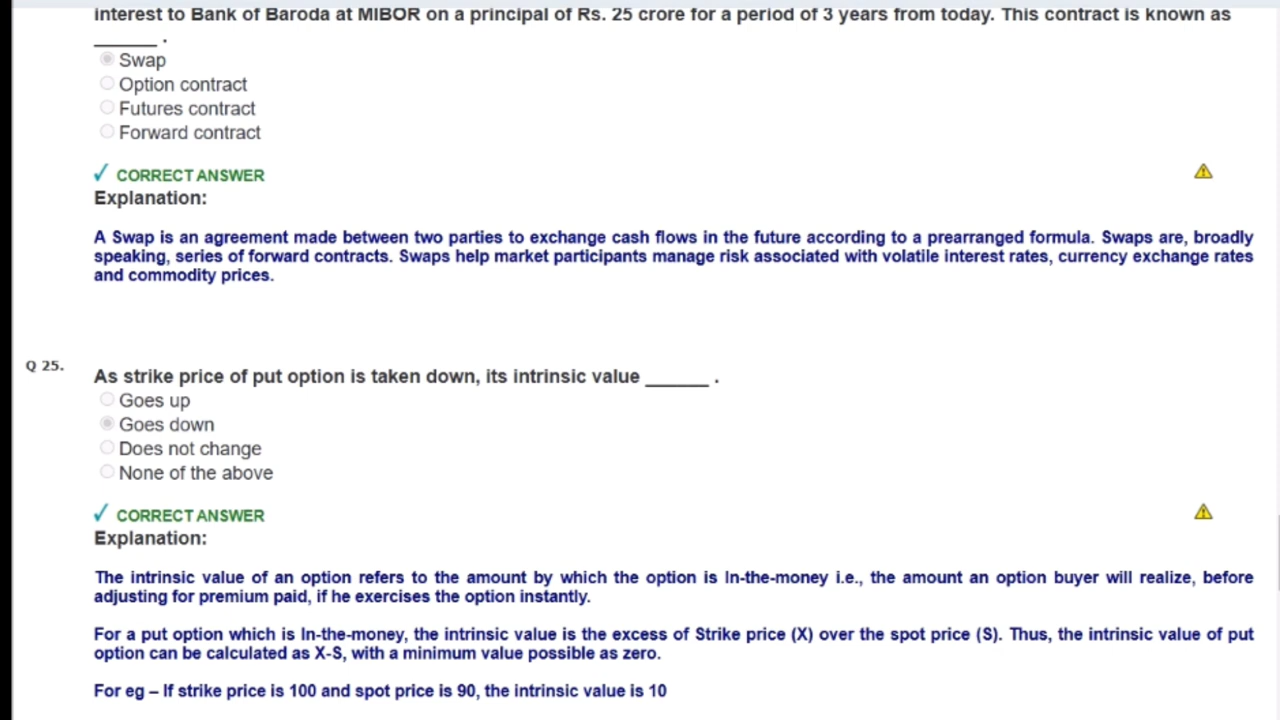 interest to Bank of Baroda at MIBOR on a principal of Rs. 25 crore for a period of 3 years from today. This contract is known as
______ .
Swap
Option contract
Futures contract
Forward contract
✓ CORRECT ANSWER
Explanation:
A Swap is an agreement made between two parties to exchange cash flows in the future according to a prearranged formula. Swaps are, broadly
speaking, series of forward contracts. Swaps help market participants manage risk associated with volatile interest rates, currency exchange rates
and commodity prices.
Q 25.
As strike price of put option is taken down, its intrinsic value ______ .
Goes up
Goes down
Does not change
None of the above
✓ CORRECT ANSWER
Explanation:
The intrinsic value of an option refers to the amount by which the option is In-the-money i.e., the amount an option buyer will realize, before
adjusting for premium paid, if he exercises the option instantly.
For a put option which is In-the-money, the intrinsic value is the excess of Strike price (X) over the spot price (S). Thus, the intrinsic value of put
option can be calculated as X-S, with a minimum value possible as zero.
For eg – If strike price is 100 and spot price is 90, the intrinsic value is 10